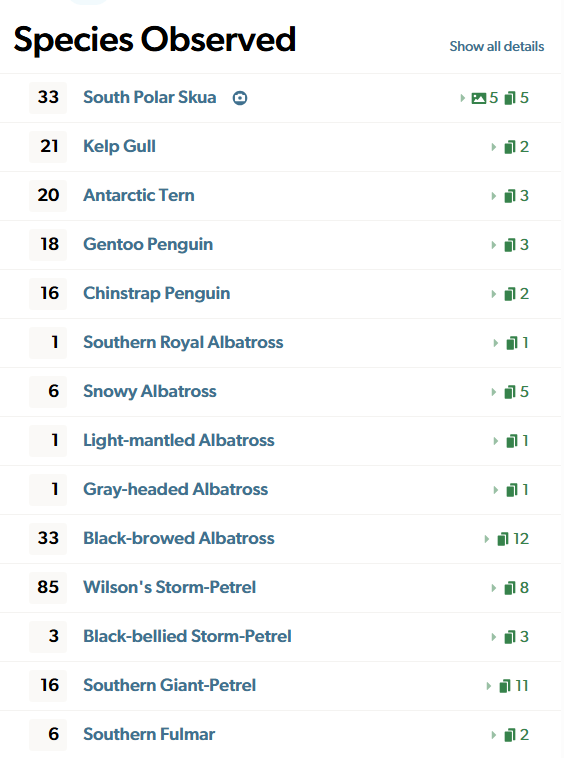 Species Observed
Show all details
33 South Polar Skua 5 5
21 Kelp Gull 2
20 Antarctic Tern 3
18 Gentoo Penguin 3
16 Chinstrap Penguin 2
1 Southern Royal Albatross 1
6 Snowy Albatross 5
1 Light-mantled Albatross 1
1 Gray-headed Albatross 1
33 Black-browed Albatross 12
85 Wilson's Storm-Petrel 8
3 Black-bellied Storm-Petrel 3
16 Southern Giant-Petrel 11
6 Southern Fulmar 2